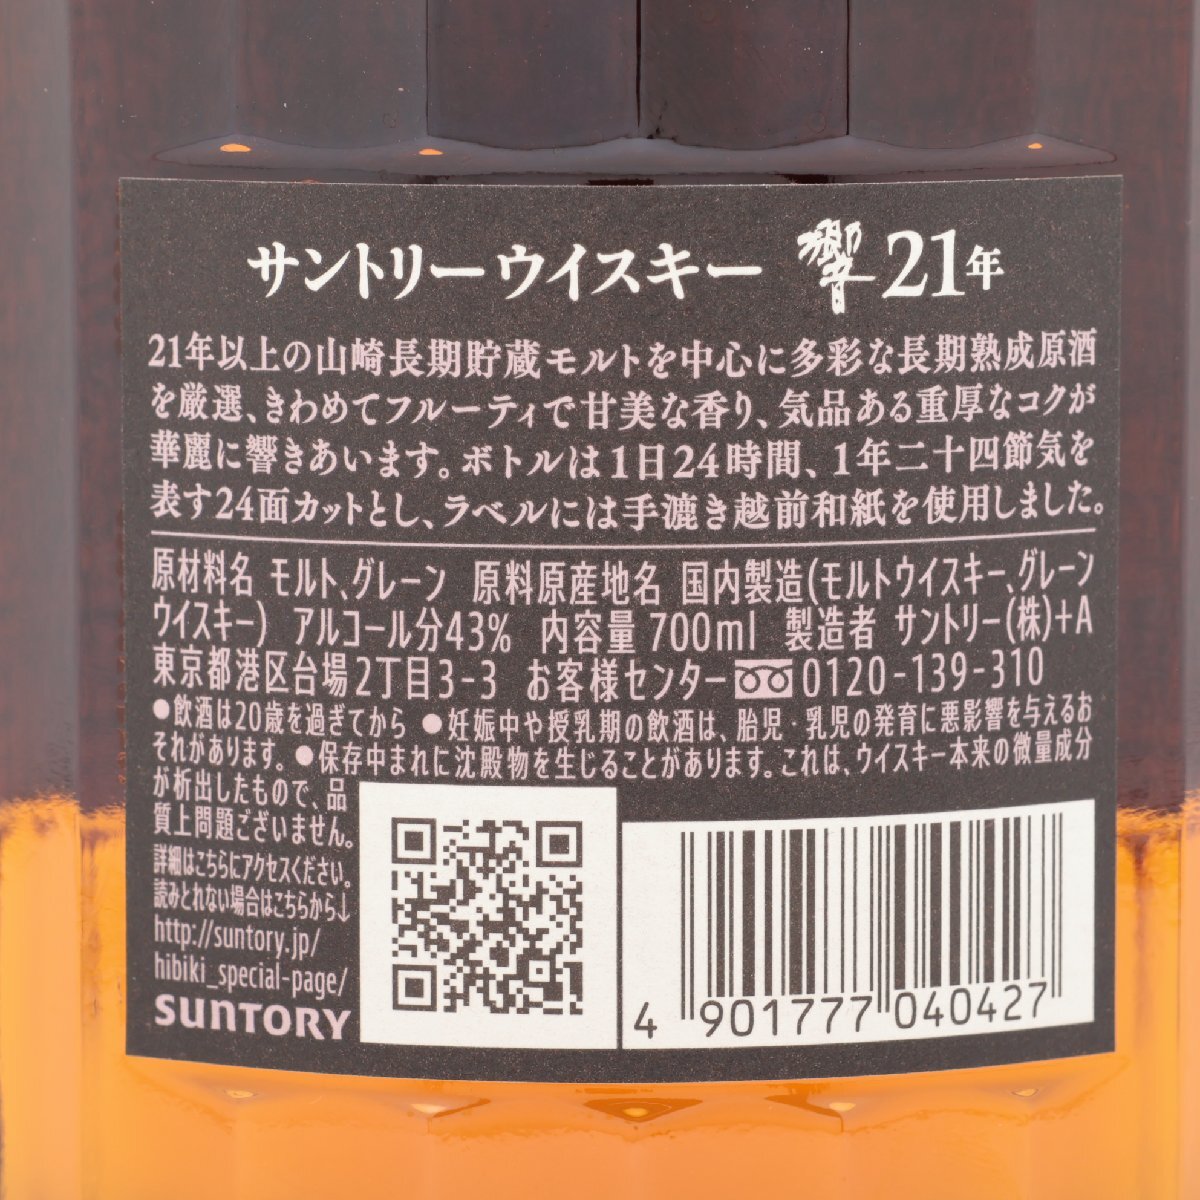 サントリーウイスキー 響 21年
21年以上の山崎長期貯蔵モルトを中心に多彩な長期熟成原酒
を厳選、きわめてフルーティで甘美な香り、気品ある重厚なコクが
華麗に響きあいます。ボトルは1日24時間、1年二十四節気を
表す24面カットとし、ラベルには手漉き越前和紙を使用しました。
原材料名 モルト、グレーン 原料原産地名 国内製造(モルトウイスキー、グレーン
ウイスキー) アルコール分43% 内容量700ml 製造者 サントリー(株)+A
東京都港区台場2丁目3-3 お客様センター 0120-139-310
●飲酒は20歳を過ぎてから ●妊娠中や授乳期の飲酒は、胎児・乳児の発育に悪影響を与えるお
それがあります。 ●保存中まれに沈殿物を生じることがあります。これは、ウイスキー本来の微量成分
が析出したもので、品
質上問題ございません。
詳細はこちらにアクセスください。
読みとれない場合はこちらから↓
http://suntory.jp/
hibiki_special-page/
SUNTORY
4 901777 040427